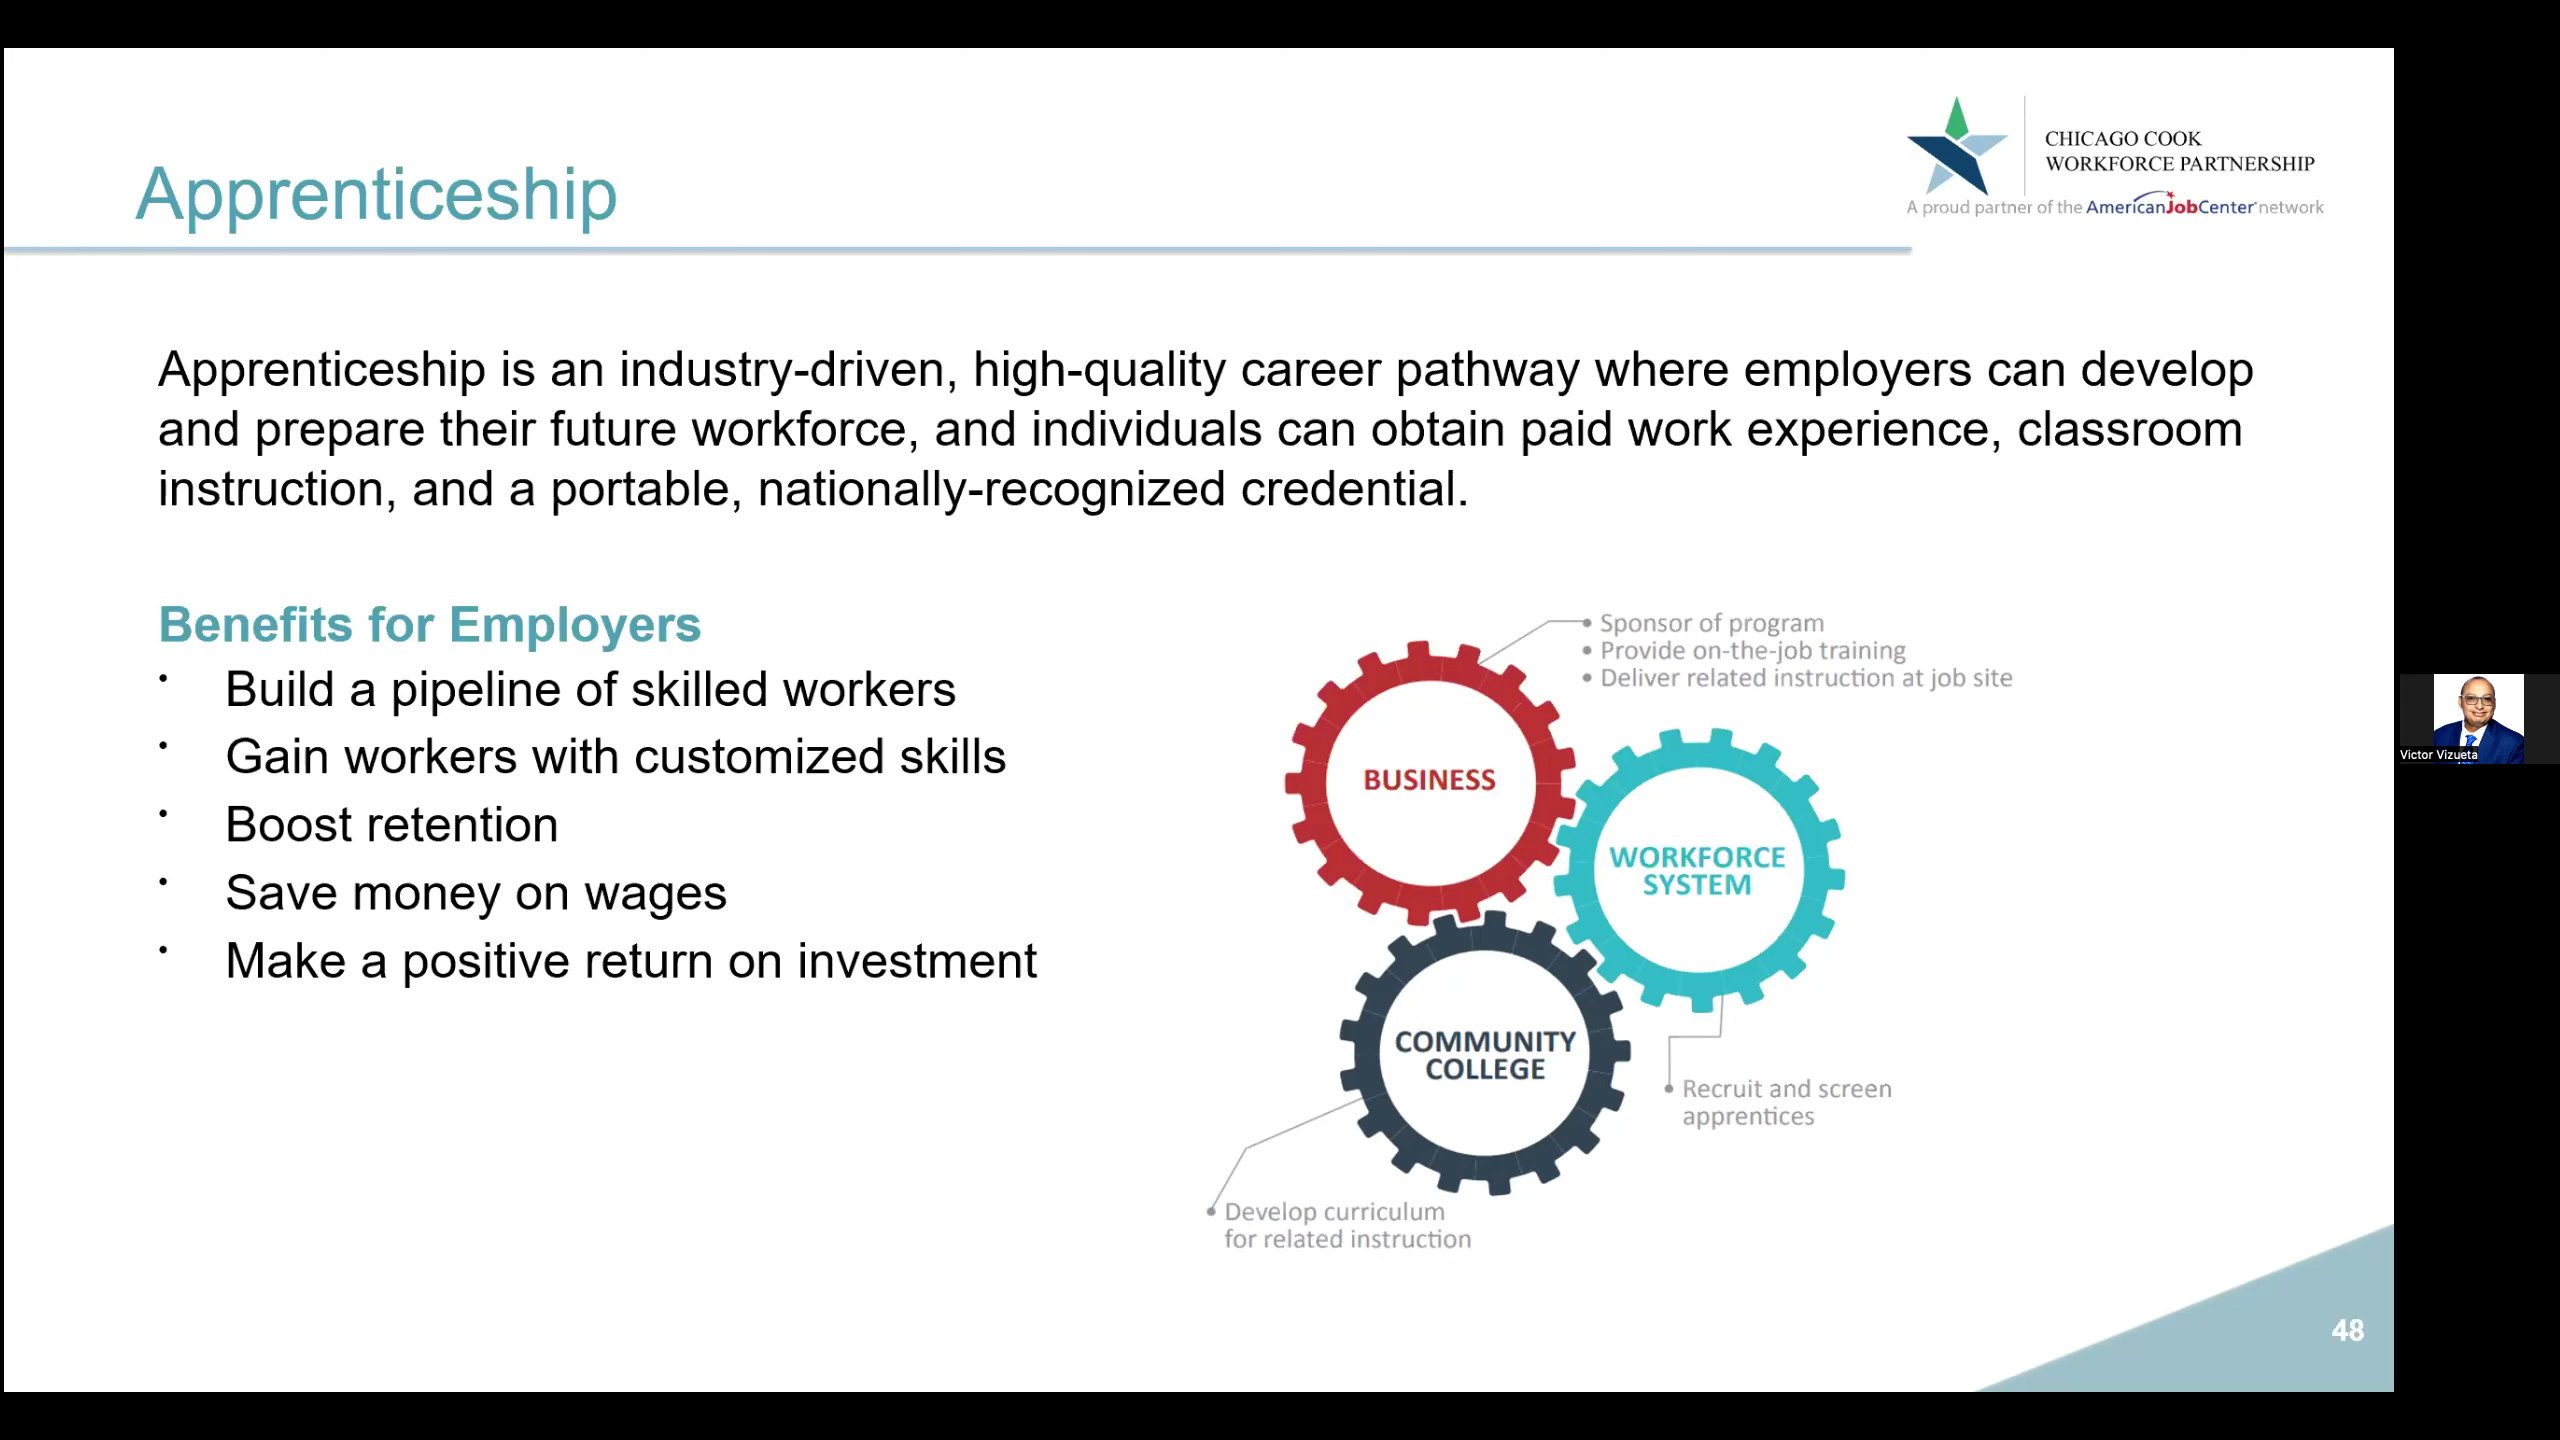 CHICAGO COOK
WORKFORCE PARTNERSHIP
A proud partner of the AmericanJobCenter network
Apprenticeship
Apprenticeship is an industry-driven, high-quality career pathway where employers can develop
and prepare their future workforce, and individuals can obtain paid work experience, classroom
instruction, and a portable, nationally-recognized credential.
Benefits for Employers
• Build a pipeline of skilled workers
• Gain workers with customized skills
• Boost retention
• Save money on wages
• Make a positive return on investment
• Sponsor of program
• Provide on-the-job training
• Deliver related instruction at job site
BUSINESS
WORKFORCE
SYSTEM
COMMUNITY
COLLEGE
• Recruit and screen
apprentices
• Develop curriculum
for related instruction
48
Victor Vizueta